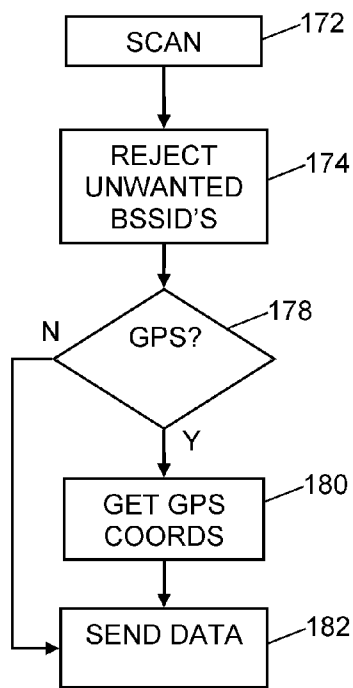 SCAN
172
REJECT
UNWANTED
BSSID'S
174
178
GPS?
N
Y
GET GPS
COORDS
180
SEND DATA
182